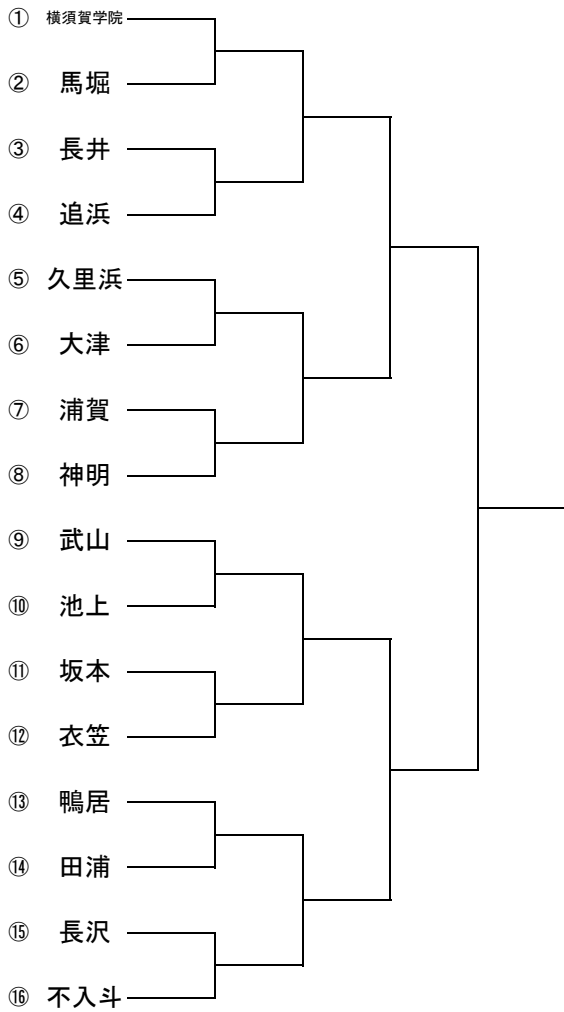 ① 横須賀学院
② 馬堀
③ 長井
④ 追浜
⑤ 久里浜
⑥ 大津
⑦ 浦賀
⑧ 神明
⑨ 武山
⑩ 池上
⑪ 坂本
⑫ 衣笠
⑬ 鴨居
⑭ 田浦
⑮ 長沢
⑯ 不入斗